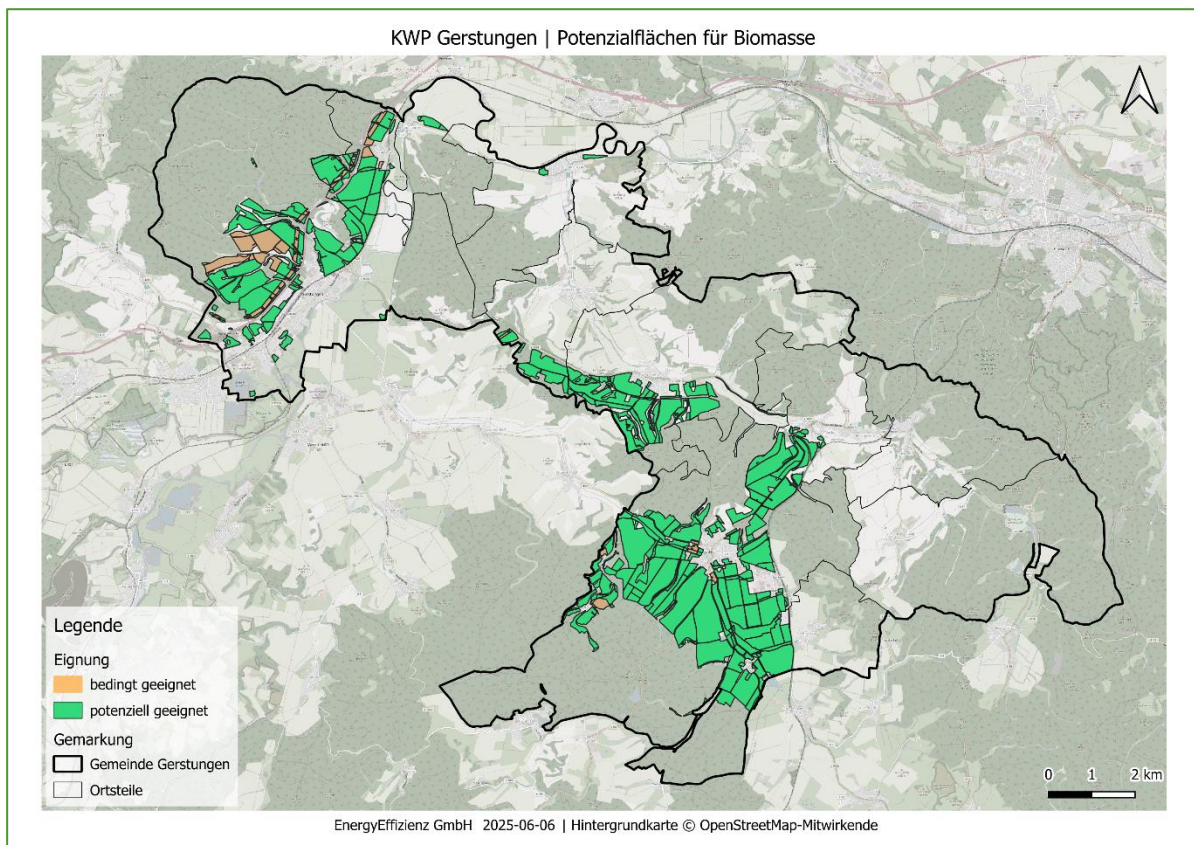 KWP Gerstungen | Potenzialflächen für Biomasse
Legende
Eignung
bedingt geeignet
potenziell geeignet
Gemarkung
Gemeinde Gerstungen
Ortsteile
0 1 2 km
EnergyEffizienz GmbH 2025-06-06 | Hintergrundkarte © OpenStreetMap-Mitwirkende